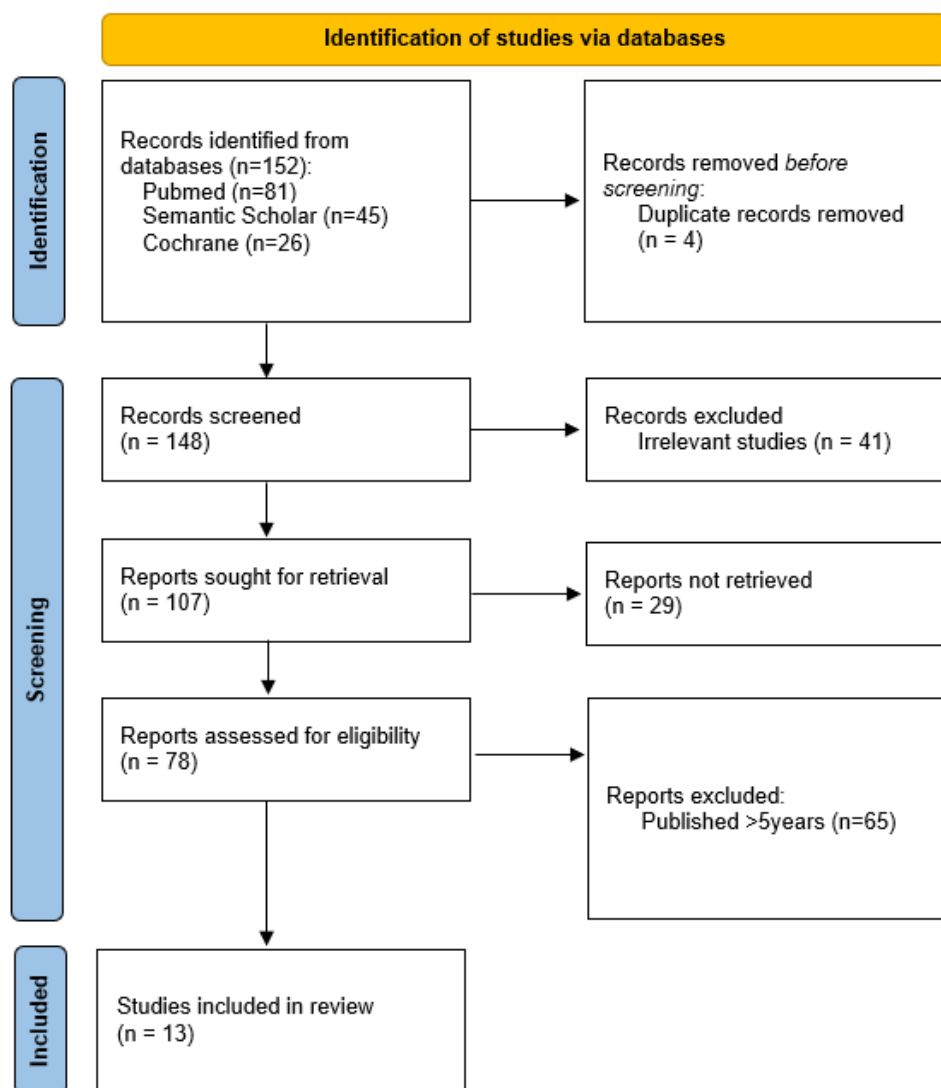 Identification of studies via databases
Identification
Records identified from
databases (n=152):
Pubmed (n=81)
Semantic Scholar (n=45)
Cochrane (n=26)
Records removed before
screening:
Duplicate records removed
(n = 4)
Screening
Records screened
(n = 148)
Records excluded
Irrelevant studies (n = 41)
Reports sought for retrieval
(n = 107)
Reports not retrieved
(n = 29)
Reports assessed for eligibility
(n = 78)
Reports excluded:
Published >5years (n=65)
Included
Studies included in review
(n = 13)